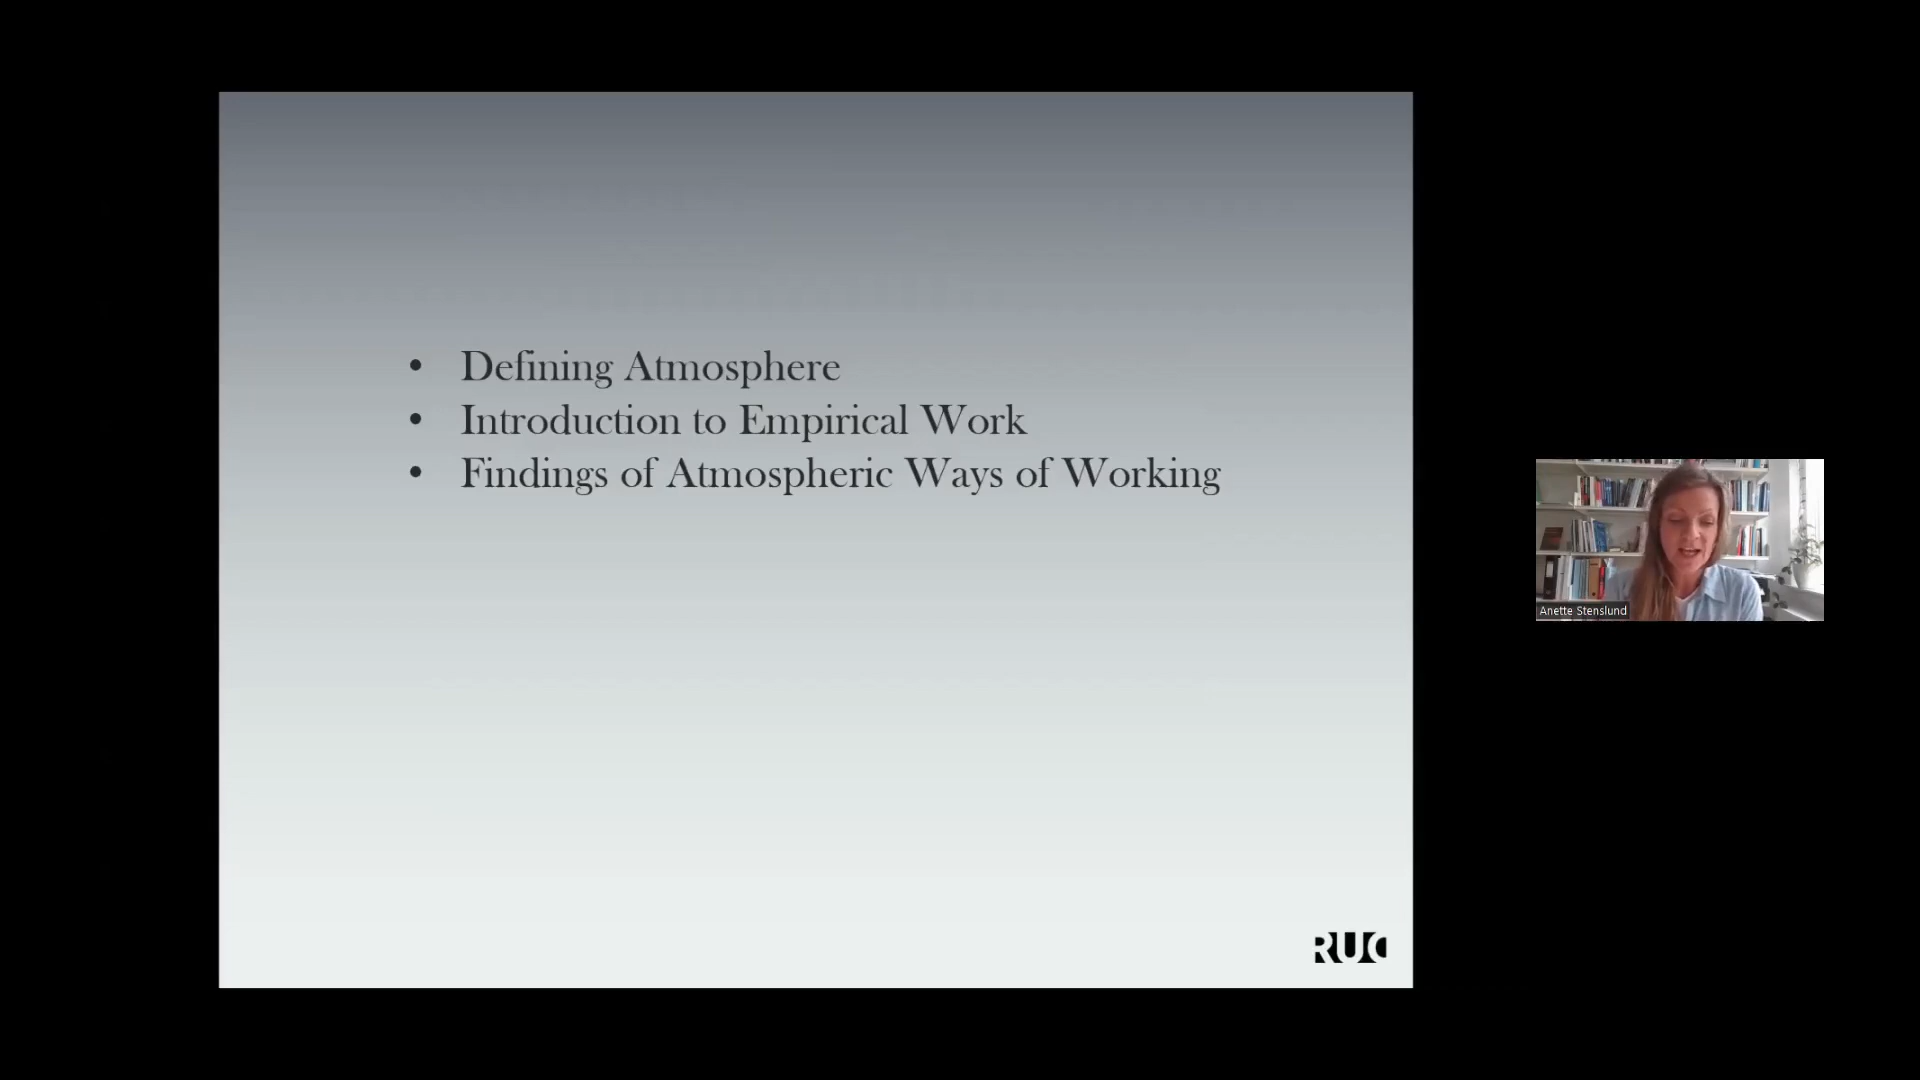 • Defining Atmosphere
• Introduction to Empirical Work
• Findings of Atmospheric Ways of Working
RUC
Anette Stenslund